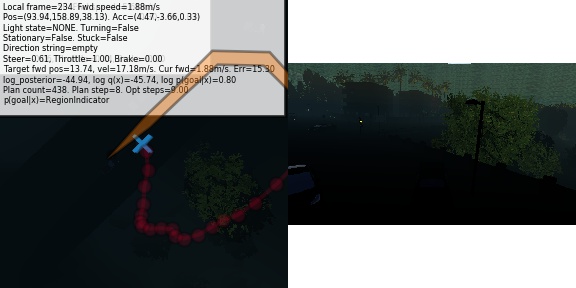 Local frame=234. Fwd speed=1.88m/s
Pos=(93.94,158.89,38.13). Acc=(4.47,-3.66,0.33)
Light state=NONE. Turning=False
Stationary=False. Stuck=False
Direction string=empty
Steer=0.61, Throttle=1.00, Brake=0.00
Target fwd pos=13.74, vel=17.18m/s. Cur fwd=1.88m/s. Err=15.30
log_posterior=-44.94, log q(x)=-45.74, log p(goal|x)=0.80
Plan count=438. Plan step=8. Opt steps=9.00
p(goal|x)=RegionIndicator